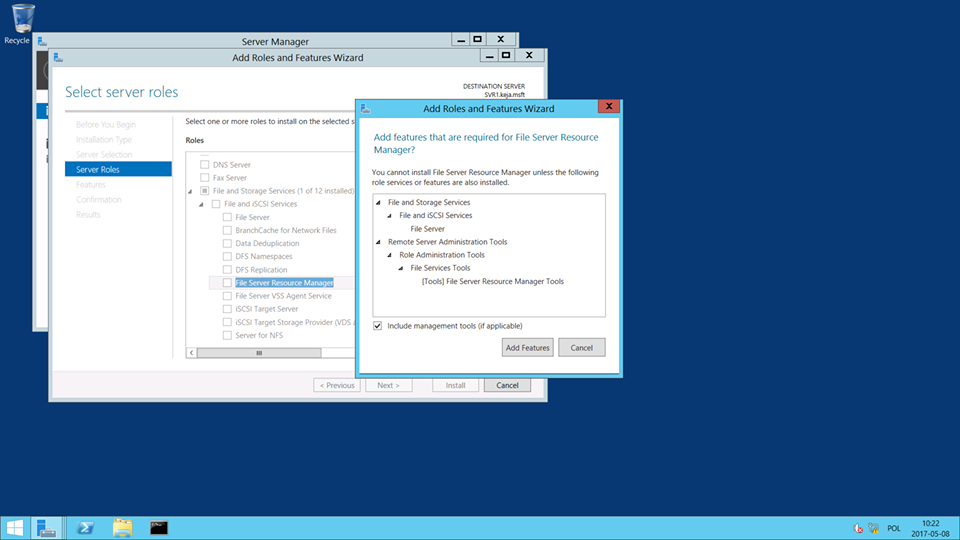 Recycle
Server Manager
Add Roles and Features Wizard
Select server roles
DESTINATION SERVER
SVR1.keja.msft
Before You Begin
Installation Type
Server Selection
Server Roles
Features
Confirmation
Results
Select one or more roles to install on the selected s
Roles
DNS Server
Fax Server
File and Storage Services (1 of 12 installed)
File and iSCSI Services
File Server
BranchCache for Network Files
Data Deduplication
DFS Namespaces
DFS Replication
File Server Resource Manager
File Server VSS Agent Service
iSCSI Target Server
iSCSI Target Storage Provider (VDS a
Server for NFS
< Previous
Next >
Install
Cancel
Add Roles and Features Wizard
Add features that are required for File Server Resource
Manager?
You cannot install File Server Resource Manager unless the following
role services or features are also installed.
File and Storage Services
File and iSCSI Services
File Server
Remote Server Administration Tools
Role Administration Tools
File Services Tools
[Tools] File Server Resource Manager Tools
Include management tools (if applicable)
Add Features
Cancel
POL
10:22
2017-05-08